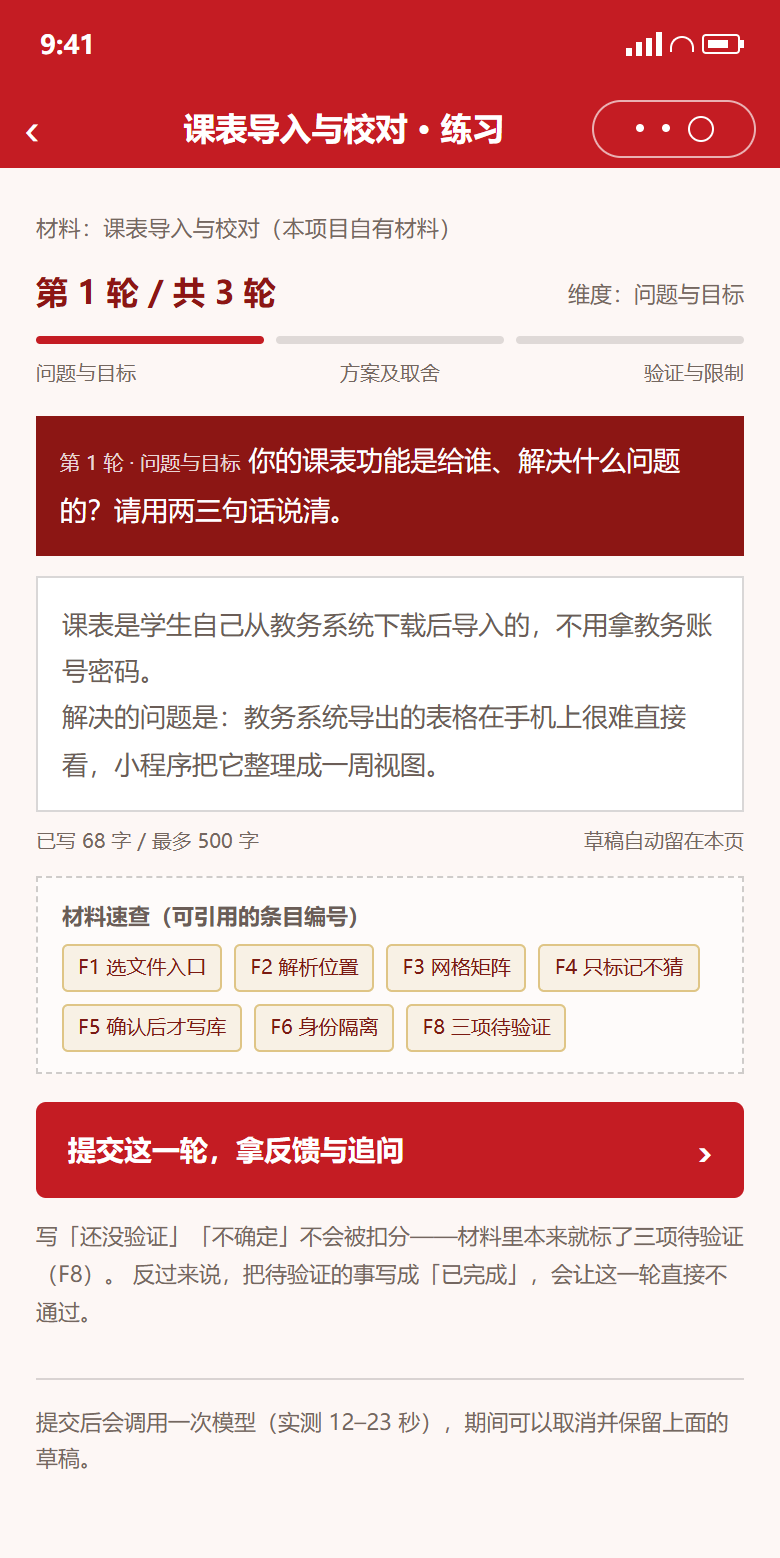 9:41
‹
课表导入与校对 · 练习
材料：课表导入与校对（本项目自有材料）
第 1 轮 / 共 3 轮
维度：问题与目标
问题与目标
方案及取舍
验证与限制
第 1 轮 · 问题与目标 你的课表功能是给谁、解决什么问题
的？请用两三句话说清。
课表是学生自己从教务系统下载后导入的，不用拿教务账
号密码。
解决的问题是：教务系统导出的表格在手机上很难直接
看，小程序把它整理成一周视图。
已写 68 字 / 最多 500 字
草稿自动留在本页
材料速查（可引用的条目编号）
F1 选文件入口
F2 解析位置
F3 网格矩阵
F4 只标记不猜
F5 确认后才写库
F6 身份隔离
F8 三项待验证
提交这一轮，拿反馈与追问
›
写「还没验证」「不确定」不会被扣分——材料里本来就标了三项待验证
（F8）。 反过来说，把待验证的事写成「已完成」，会让这一轮直接不
通过。
提交后会调用一次模型（实测 12–23 秒），期间可以取消并保留上面的
草稿。